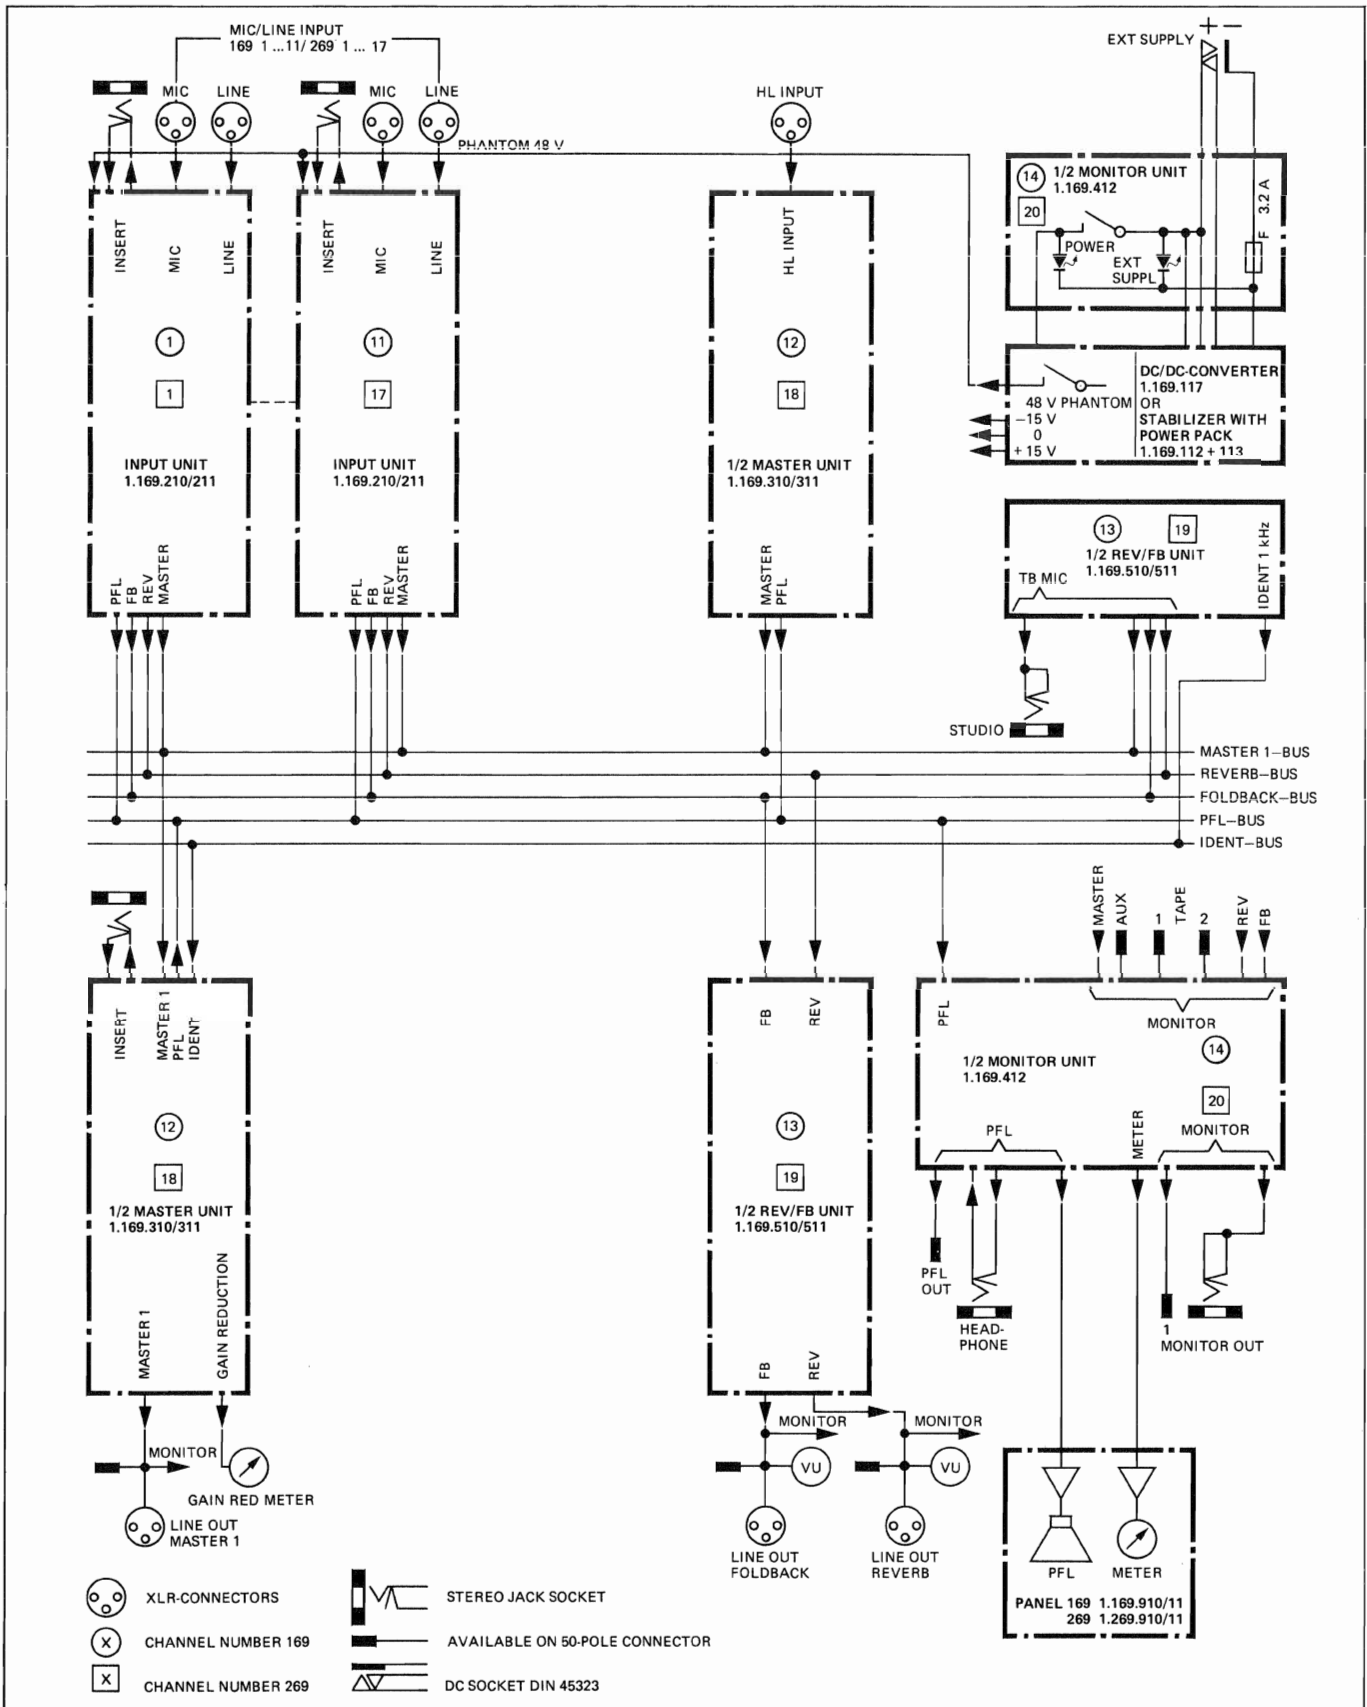 MIC/LINE INPUT
169 1 ...11/ 269 1 ... 17
EXT SUPPLY
+ −
MIC
LINE
MIC
LINE
HL INPUT
PHANTOM 48 V
INSERT
MIC
LINE
1
1
INPUT UNIT
1.169.210/211
PFL
FB
REV
MASTER
INSERT
MIC
LINE
11
17
INPUT UNIT
1.169.210/211
PFL
FB
REV
MASTER
HL INPUT
12
18
1/2 MASTER UNIT
1.169.310/311
MASTER
PFL
14
20
1/2 MONITOR UNIT
1.169.412
POWER
EXT
SUPPL
F 3.2 A
48 V PHANTOM
−15 V
0
+ 15 V
DC/DC-CONVERTER
1.169.117
OR
STABILIZER WITH
POWER PACK
1.169.112 + 113
13
19
1/2 REV/FB UNIT
1.169.510/511
TB MIC
IDENT 1 kHz
STUDIO
MASTER 1–BUS
REVERB–BUS
FOLDBACK–BUS
PFL–BUS
IDENT–BUS
INSERT
MASTER 1
PFL
IDENT
12
18
1/2 MASTER UNIT
1.169.310/311
MASTER 1
GAIN REDUCTION
MONITOR
GAIN RED METER
LINE OUT
MASTER 1
FB
REV
13
19
1/2 REV/FB UNIT
1.169.510/511
FB
REV
MONITOR
VU
MONITOR
VU
LINE OUT
FOLDBACK
LINE OUT
REVERB
MASTER
AUX
1
TAPE
2
REV
FB
PFL
MONITOR
1/2 MONITOR UNIT
1.169.412
14
20
PFL
METER
MONITOR
PFL
OUT
HEAD-
PHONE
1
MONITOR OUT
PFL
METER
PANEL 169 1.169.910/11
269 1.269.910/11
XLR-CONNECTORS
X CHANNEL NUMBER 169
X CHANNEL NUMBER 269
STEREO JACK SOCKET
AVAILABLE ON 50-POLE CONNECTOR
DC SOCKET DIN 45323